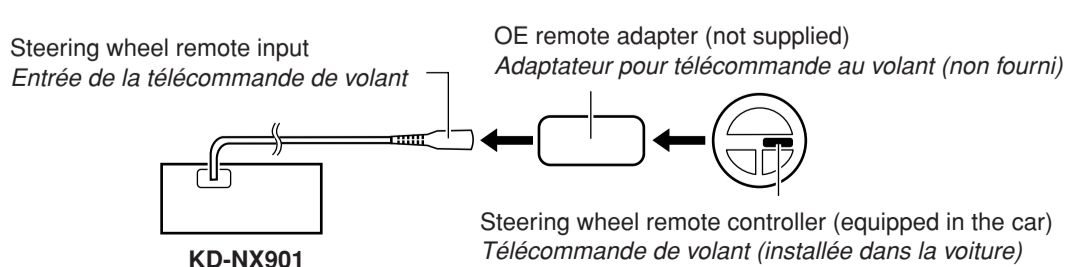 Steering wheel remote input
Entrée de la télécommande de volant
OE remote adapter (not supplied)
Adaptateur pour télécommande au volant (non fourni)
Steering wheel remote controller (equipped in the car)
Télécommande de volant (installée dans la voiture)
KD-NX901